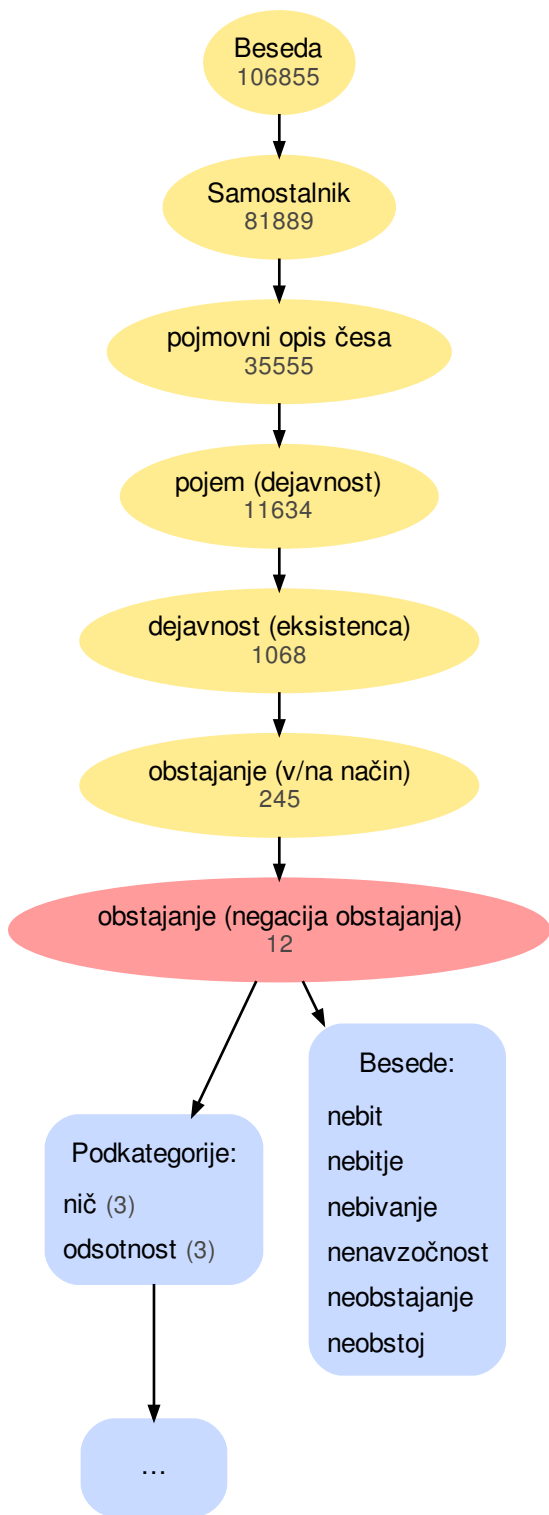 Beseda
106855
Samostalnik
81889
pojmovni opis česa
35555
pojem (dejavnost)
11634
dejavnost (eksistenca)
1068
obstajanje (v/na način)
245
obstajanje (negacija obstajanja)
12
Podkategorije:
nič (3)
odsotnost (3)
...
Besede:
nebit
nebitje
nebivanje
nenavzočnost
neobstajanje
neobstoj